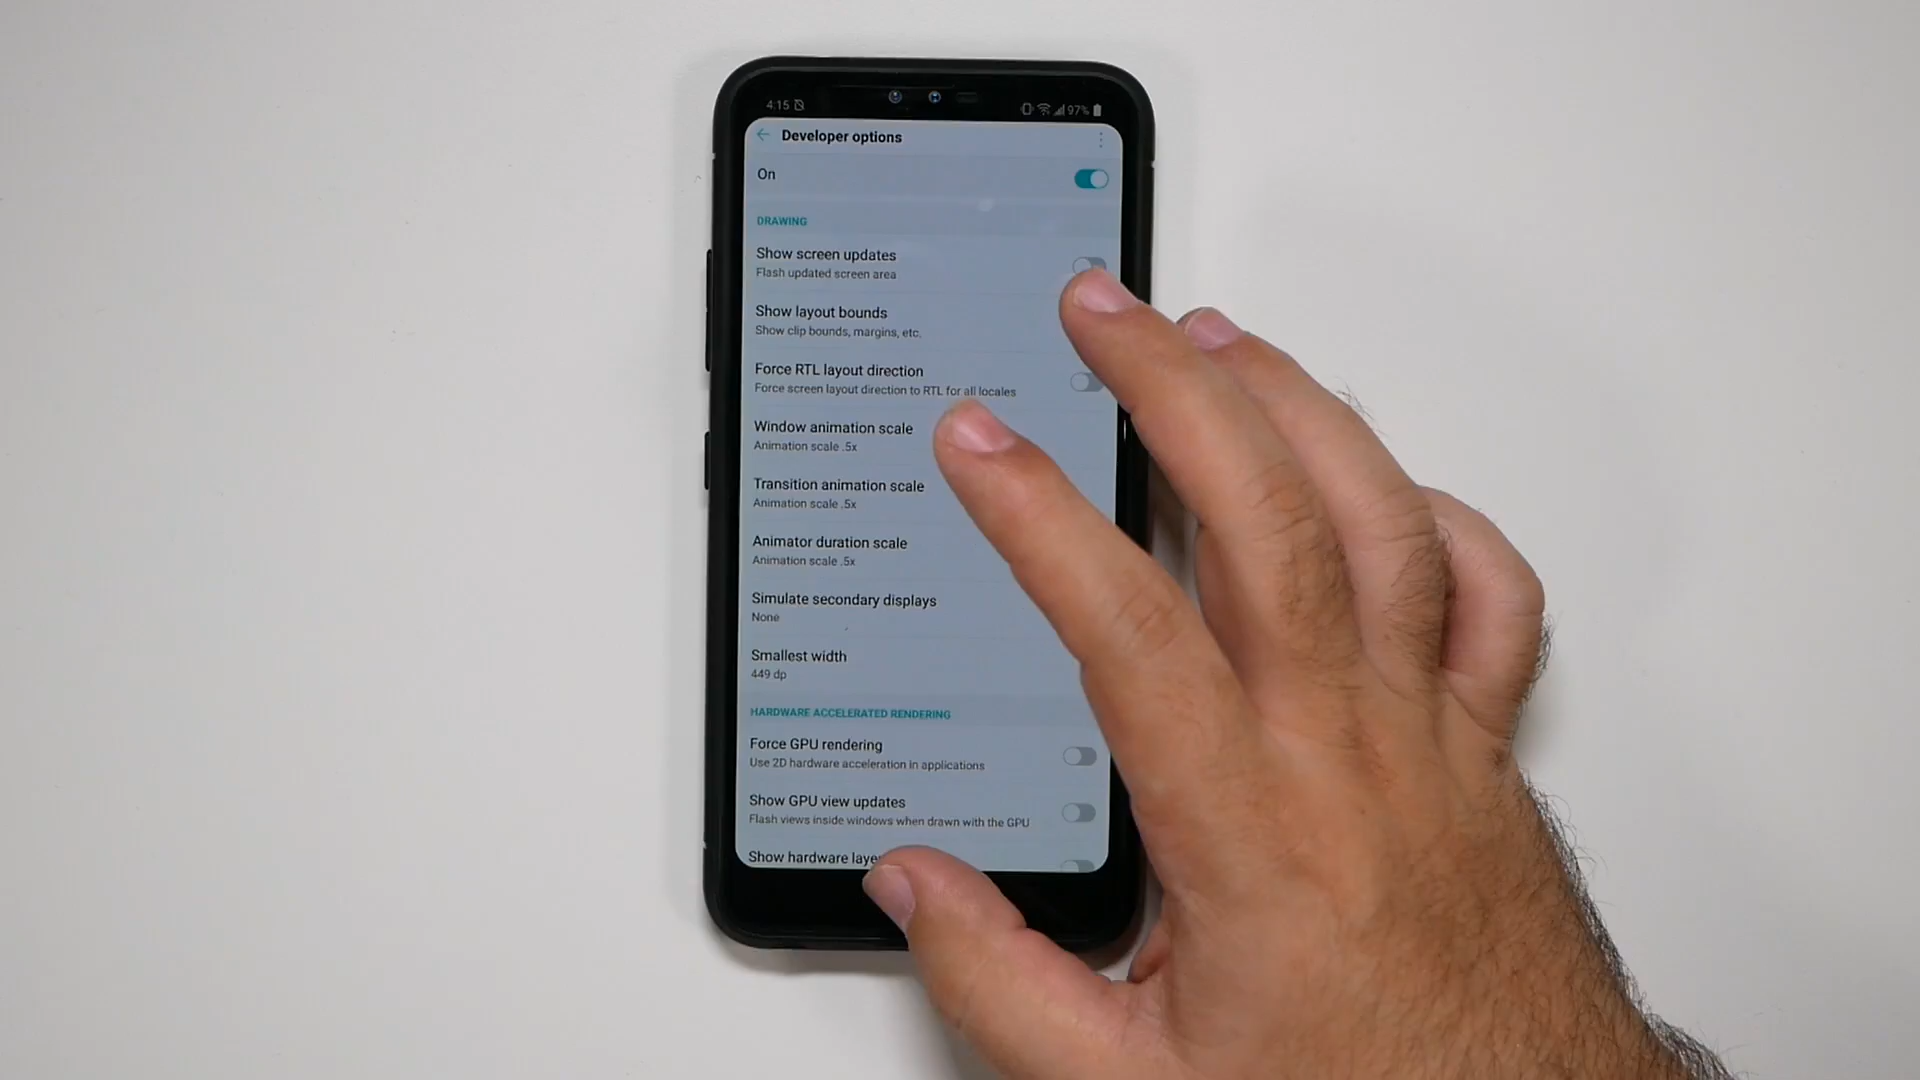 4:15
97%
Developer options
On
DRAWING
Show screen updates
Flash updated screen area
Show layout bounds
Show clip bounds, margins, etc.
Force RTL layout direction
Force screen layout direction to RTL for all locales
Window animation scale
Animation scale .5x
Transition animation scale
Animation scale .5x
Animator duration scale
Animation scale .5x
Simulate secondary displays
None
Smallest width
449 dp
HARDWARE ACCELERATED RENDERING
Force GPU rendering
Use 2D hardware acceleration in applications
Show GPU view updates
Flash views inside windows when drawn with the GPU
Show hardware